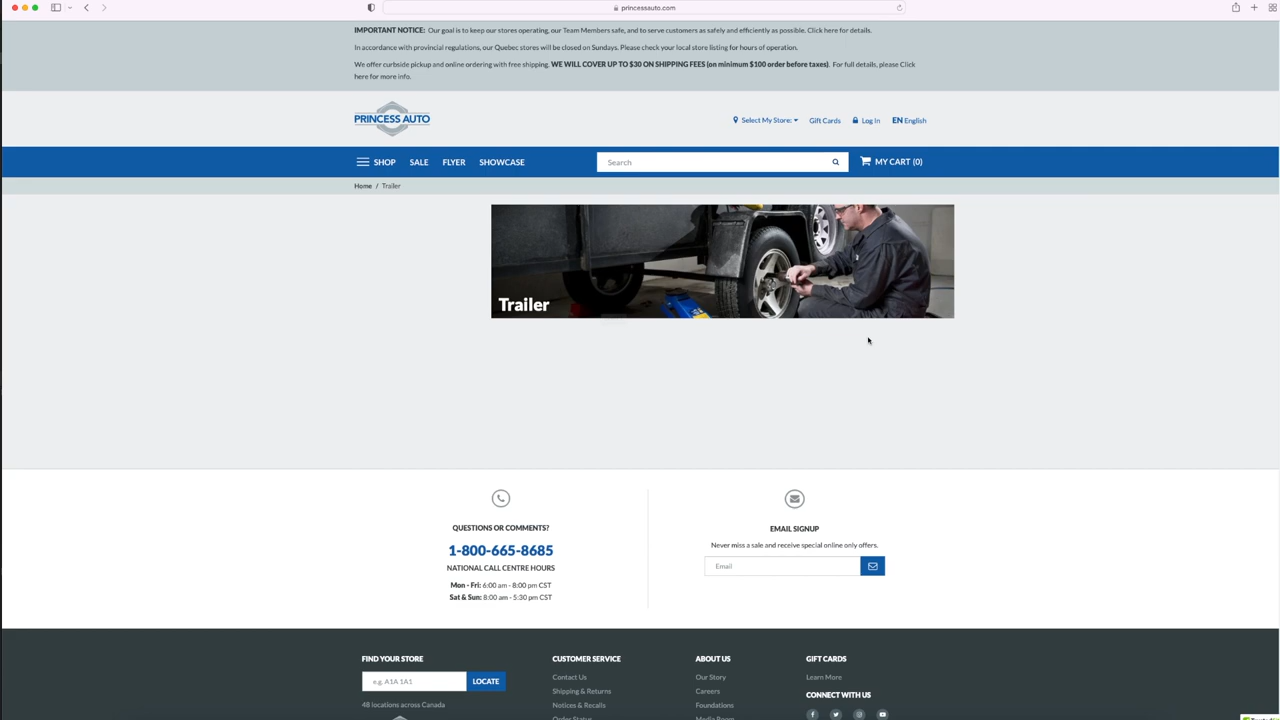 princessauto.com
IMPORTANT NOTICE: Our goal is to keep our stores operating, our Team Members safe, and to serve customers as safely and efficiently as possible. Click here for details.
In accordance with provincial regulations, our Quebec stores will be closed on Sundays. Please check your local store listing for hours of operation.
We offer curbside pickup and online ordering with free shipping. WE WILL COVER UP TO $30 ON SHIPPING FEES (on minimum $100 order before taxes). For full details, please Click
here for more info.
PRINCESS AUTO
Select My Store:
Gift Cards
Log In
EN English
SHOP
SALE
FLYER
SHOWCASE
Search
MY CART (0)
Home / Trailer
Trailer
QUESTIONS OR COMMENTS?
1-800-665-8685
NATIONAL CALL CENTRE HOURS
Mon - Fri: 6:00 am - 8:00 pm CST
Sat & Sun: 8:00 am - 5:30 pm CST
EMAIL SIGNUP
Never miss a sale and receive special online only offers.
Email
FIND YOUR STORE
e.g. A1A 1A1
LOCATE
48 locations across Canada
CUSTOMER SERVICE
Contact Us
Shipping & Returns
Notices & Recalls
Order Status
ABOUT US
Our Story
Careers
Foundations
Media Room
GIFT CARDS
Learn More
CONNECT WITH US